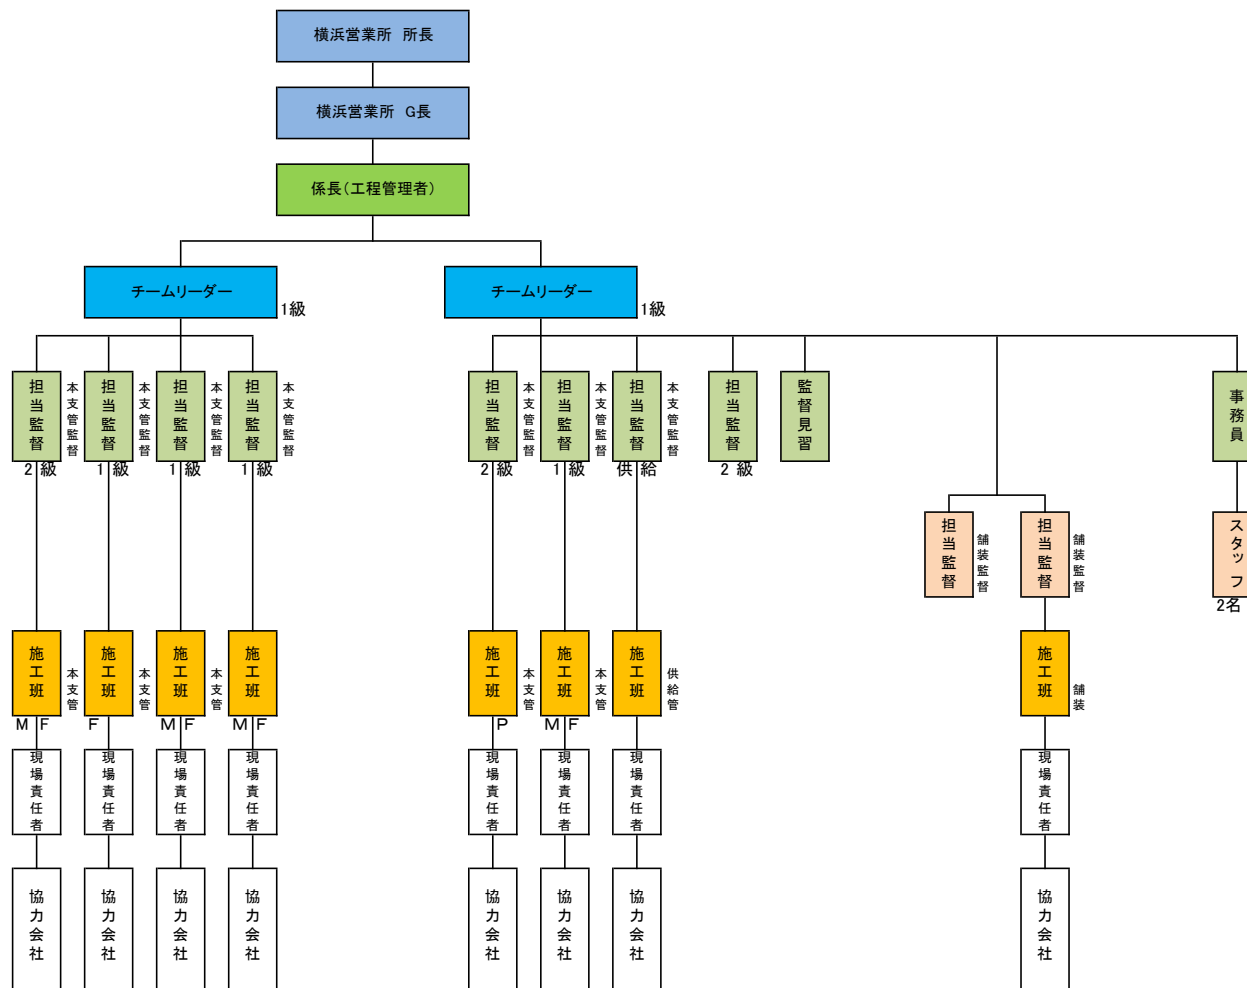 横浜営業所 所長
横浜営業所 G長
係長(工程管理者)
チームリーダー
1級
チームリーダー
1級
担当監督
本支管監督
2級
担当監督
本支管監督
1級
担当監督
本支管監督
1級
担当監督
本支管監督
1級
担当監督
本支管監督
2級
担当監督
本支管監督
1級
担当監督
本支管監督
供給
担当監督
2級
監督見習
事務員
担当監督
舗装監督
担当監督
舗装監督
スタッフ
2名
施工班
本支管
M F
施工班
本支管
F
施工班
本支管
M F
施工班
M F
施工班
本支管
P
施工班
本支管
M F
施工班
供給管
施工班
舗装
現場責任者
現場責任者
現場責任者
現場責任者
現場責任者
現場責任者
現場責任者
現場責任者
協力会社
協力会社
協力会社
協力会社
協力会社
協力会社
協力会社
協力会社